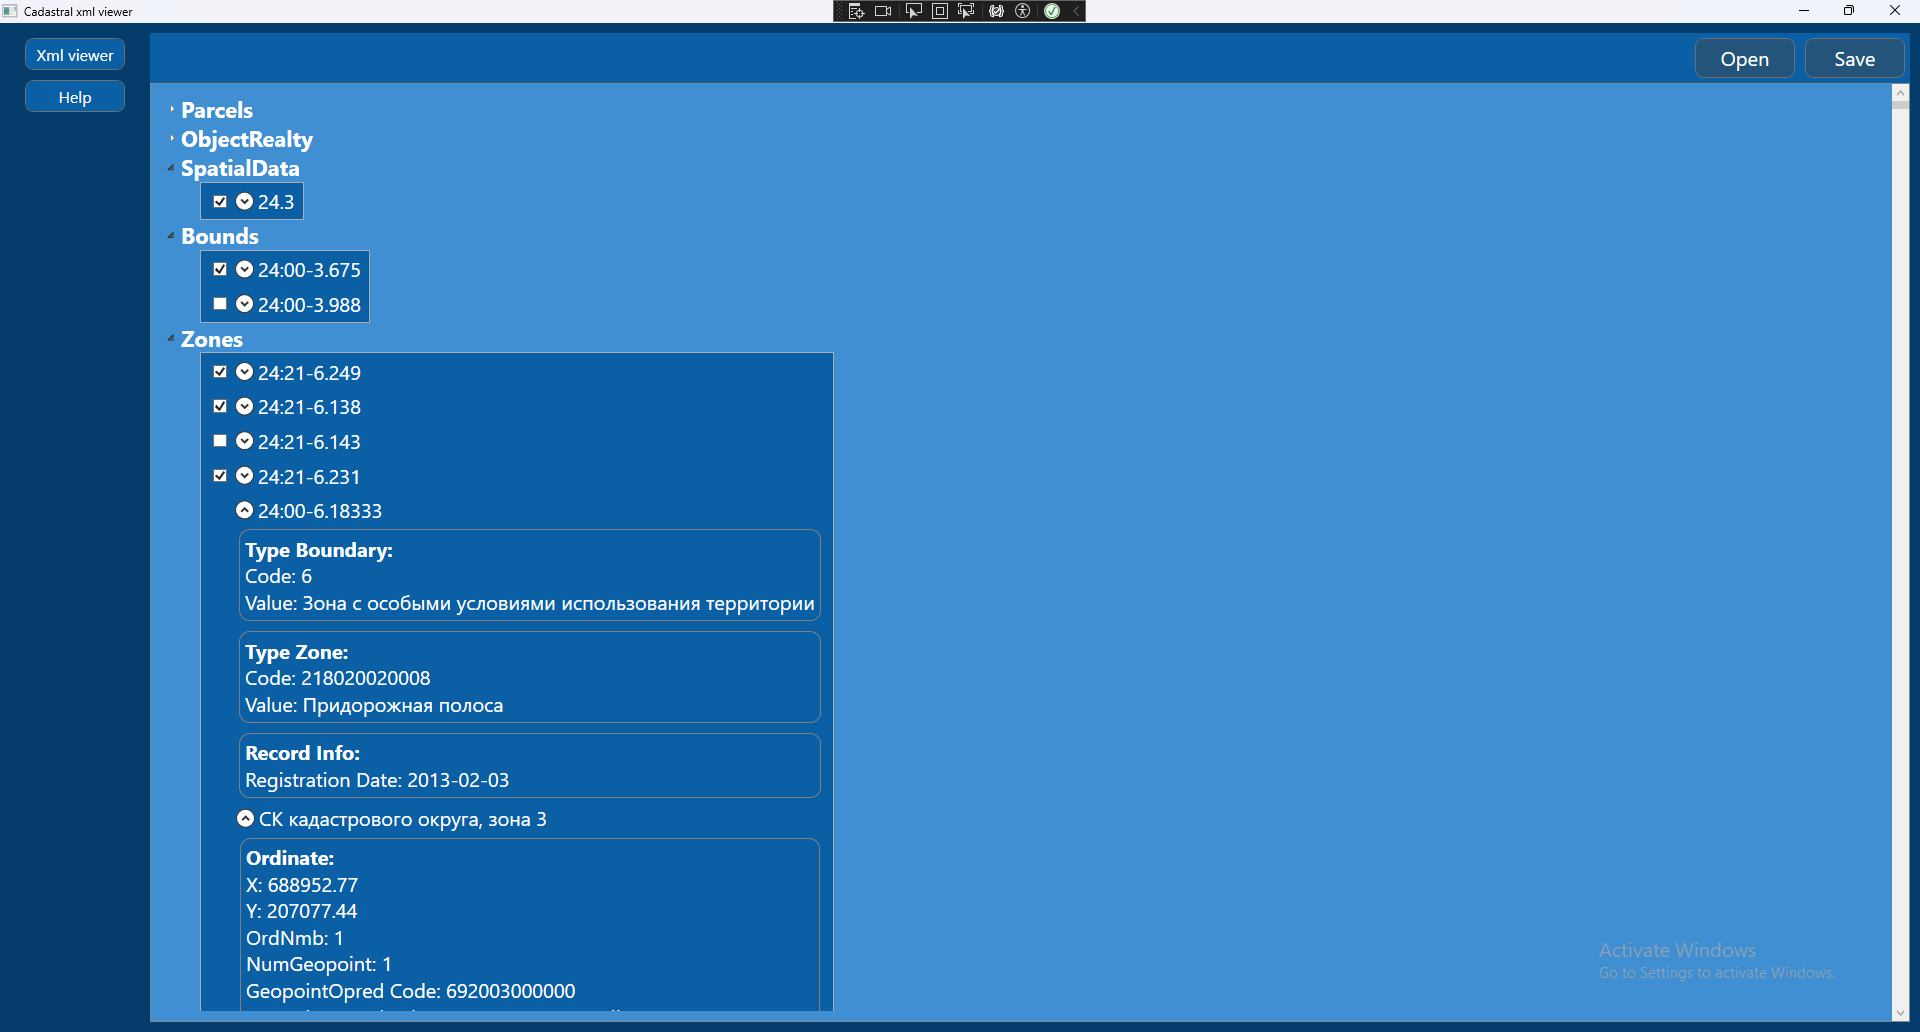 Cadastral xml viewer
Xml viewer
Help
Open
Save
Parcels
ObjectRealty
SpatialData
24.3
Bounds
24:00-3.675
24:00-3.988
Zones
24:21-6.249
24:21-6.138
24:21-6.143
24:21-6.231
24:00-6.18333
Type Boundary:
Code: 6
Value: Зона с особыми условиями использования территории
Type Zone:
Code: 218020020008
Value: Придорожная полоса
Record Info:
Registration Date: 2013-02-03
СК кадастрового округа, зона 3
Ordinate:
X: 688952.77
Y: 207077.44
OrdNmb: 1
NumGeopoint: 1
GeopointOpred Code: 692003000000
Activate Windows
Go to Settings to activate Windows.